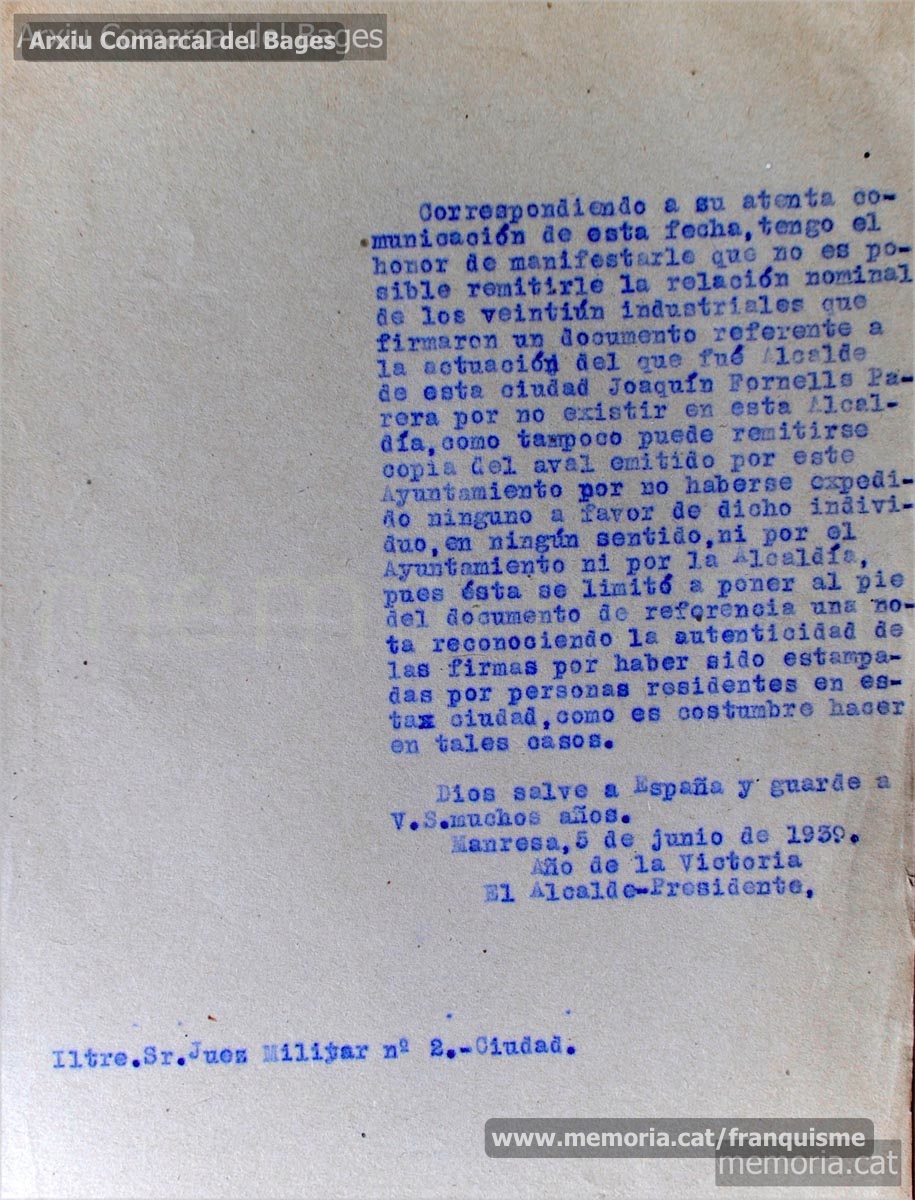 Arxiu Comarcal del Bages
Arxiu Comarcal del Bages
Correspondiendo a su atenta co-
municación de esta fecha,tengo el
honor de manifestarle que no es po-
sible remitirle la relación nominal
de los veintiún industriales que
firmaron un documento referente a
la actuación del que fué Alcalde
de esta ciudad Joaquín Fornells Pa-
rera por no existir en esta Alcal-
día,como tampoco puede remitirse
copia del aval emitido por este
Ayuntamiento por no haberse expedi-
do ninguno a favor de dicho indivi-
duo,en ningún sentido,ni por el
Ayuntamiento ni por la Alcaldía,
pues ésta se limitó a poner al pie
del documento de referencia una no-
ta reconociendo la autenticidad de
las firmas por haber sido estampa-
das por personas residentes en es-
tax ciudad,como es costumbre hacer
en tales casos.
Dios salve a España y guarde a
V.S.muchos años.
Manresa,5 de junio de 1939.
Año de la Victoria
El Alcalde-Presidente,
Iltre.Sr.Juez Militar nº 2.-Ciudad.
www.memoria.cat/franquisme
memoria.cat